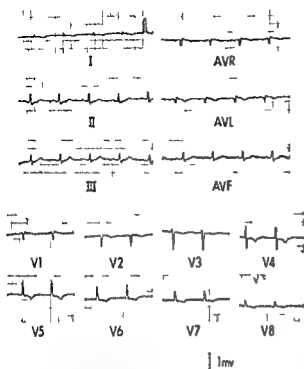 I AVR
II AVL
III AVF
V1 V2 V3 V4
V5 V6 V7 V8
1mv